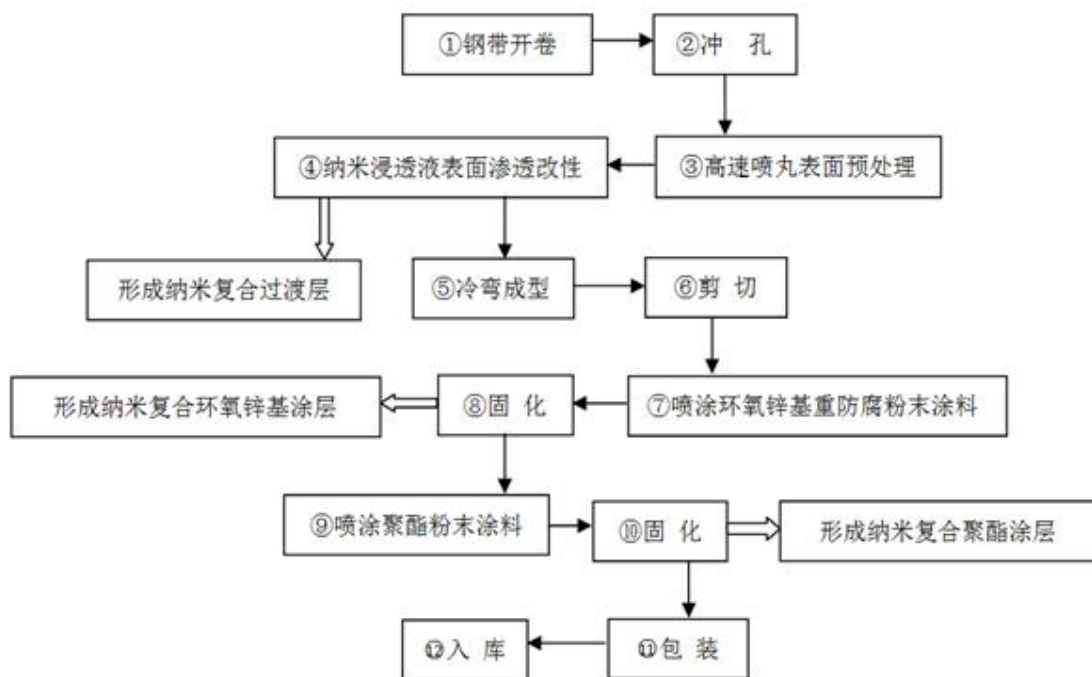 ①钢带开卷
②冲 孔
④纳米浸透液表面渗透改性
③高速喷丸表面预处理
形成纳米复合过渡层
⑤冷弯成型
⑥剪 切
形成纳米复合环氧锌基涂层
⑧固 化
⑦喷涂环氧锌基重防腐粉末涂料
⑨喷涂聚酯粉末涂料
⑩固 化
形成纳米复合聚酯涂层
⑫入 库
⑪包 装